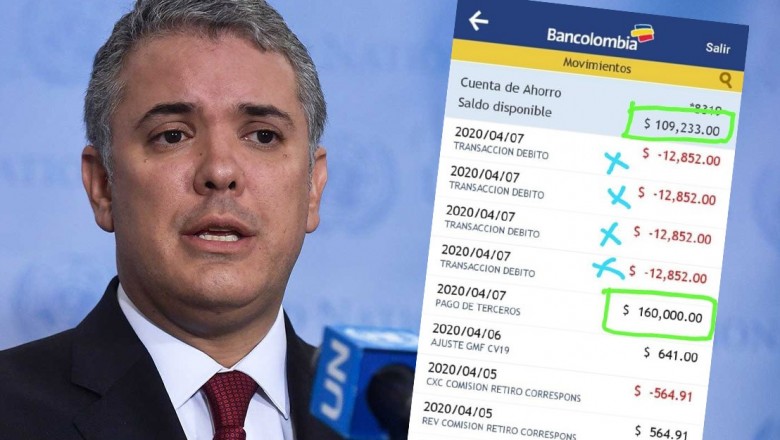 Bancolombia
Salir
Movimientos
Cuenta de Ahorro *8319
Saldo disponible $ 109,233.00
2020/04/07
TRANSACCION DEBITO $ -12,852.00
2020/04/07
TRANSACCION DEBITO $ -12,852.00
2020/04/07
TRANSACCION DEBITO $ -12,852.00
2020/04/07
TRANSACCION DEBITO $ -12,852.00
2020/04/07
PAGO DE TERCEROS $ 160,000.00
2020/04/06
AJUSTE GMF CV19 $ 641.00
2020/04/05
CXC COMISION RETIRO CORRESPONS $ -564.91
2020/04/05
REV COMISION RETIRO CORRESPONS $ 564.91
UN